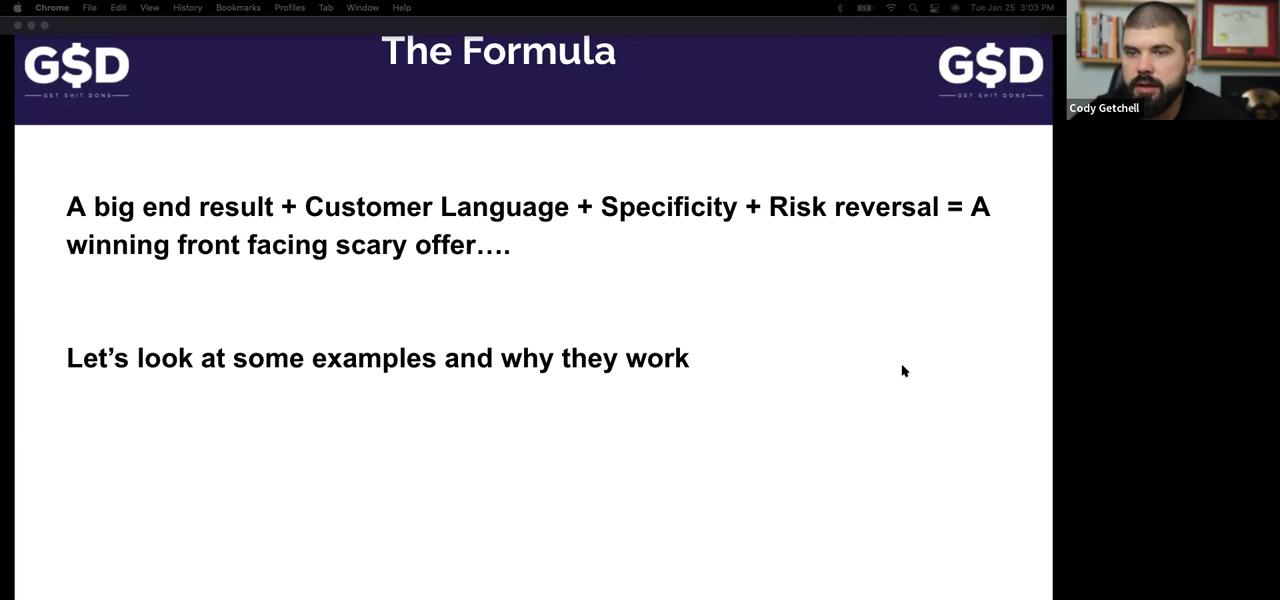 Chrome File Edit View History Bookmarks Profiles Tab Window Help Tue Jan 25 3:03 PM
G$D The Formula G$D
GET SHIT DONE GET SHIT DONE
Cody Getchell
A big end result + Customer Language + Specificity + Risk reversal = A
winning front facing scary offer….
Let’s look at some examples and why they work